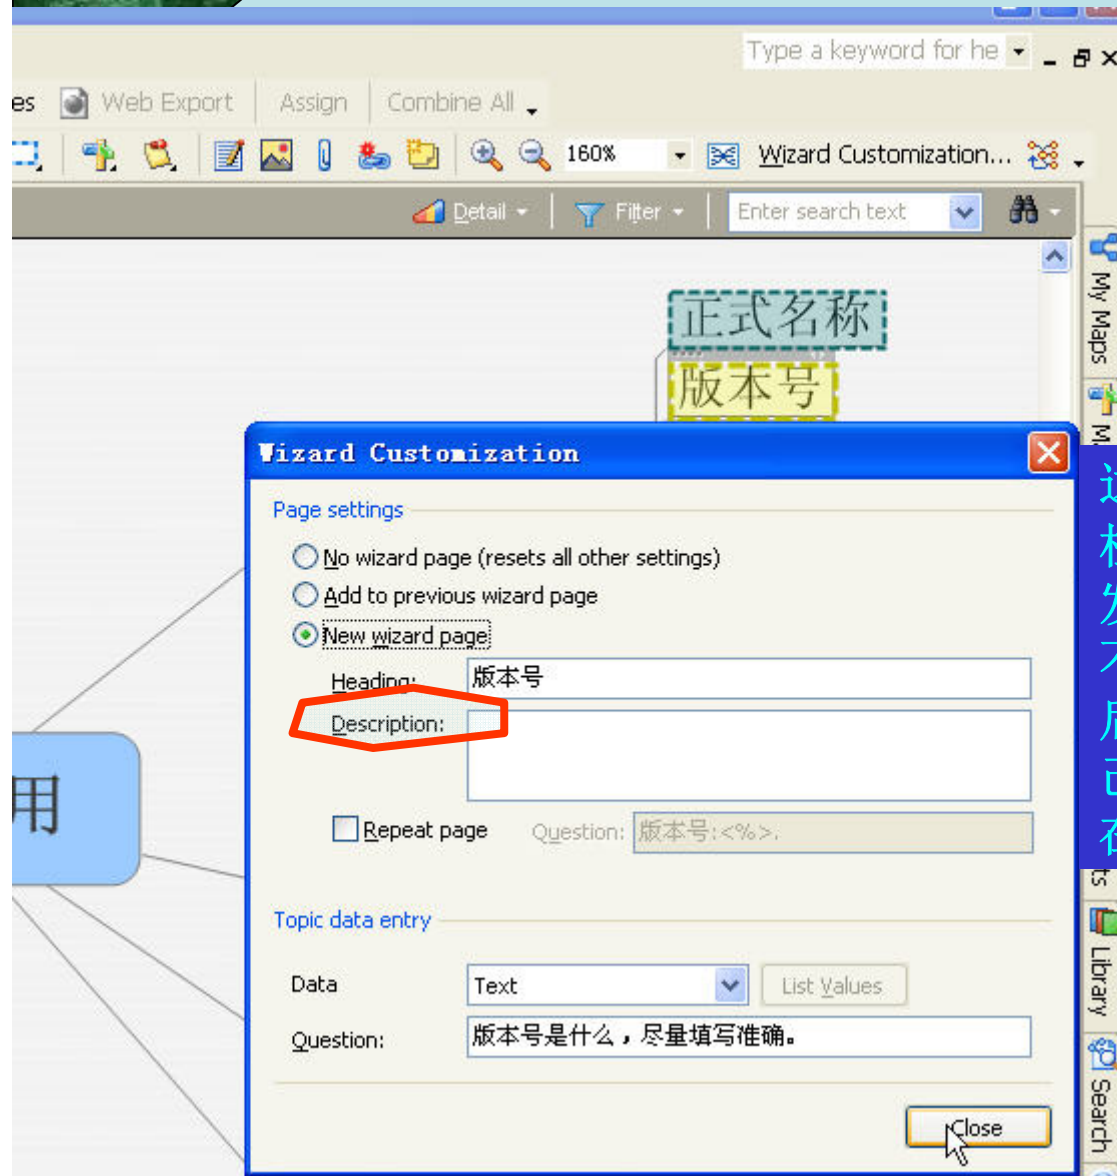 Type a keyword for he
es Web Export Assign Combine All
160% Wizard Customization...
Detail Filter Enter search text
My Maps
正式名称
版本号
Wizard Customization
Page settings
No wizard page (resets all other settings)
Add to previous wizard page
New wizard page
Heading: 版本号
Description:
Repeat page Question: 版本号:<%>.
用
Topic data entry
Data Text List Values
Question: 版本号是什么，尽量填写准确。
Close
ts
Library
Search